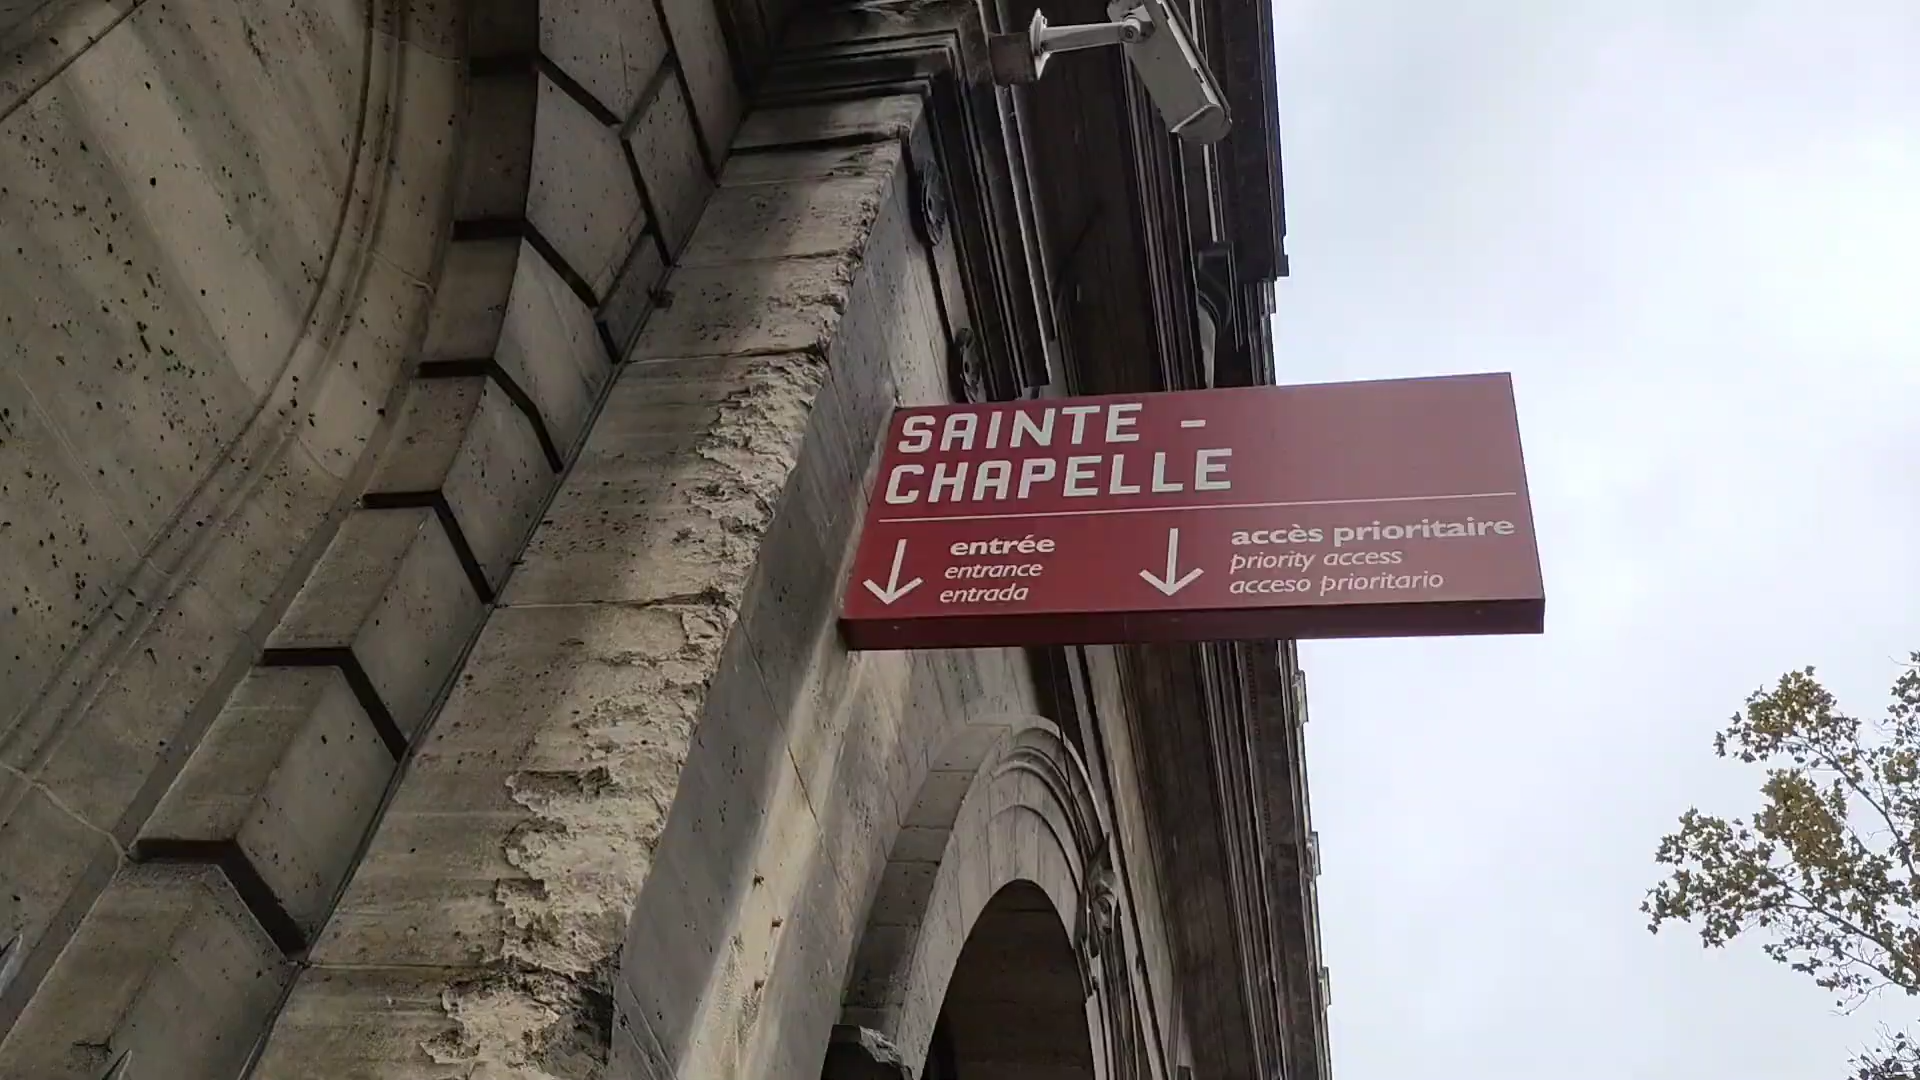 SAINTE -
CHAPELLE
entrée
entrance
entrada
accès prioritaire
priority access
acceso prioritario